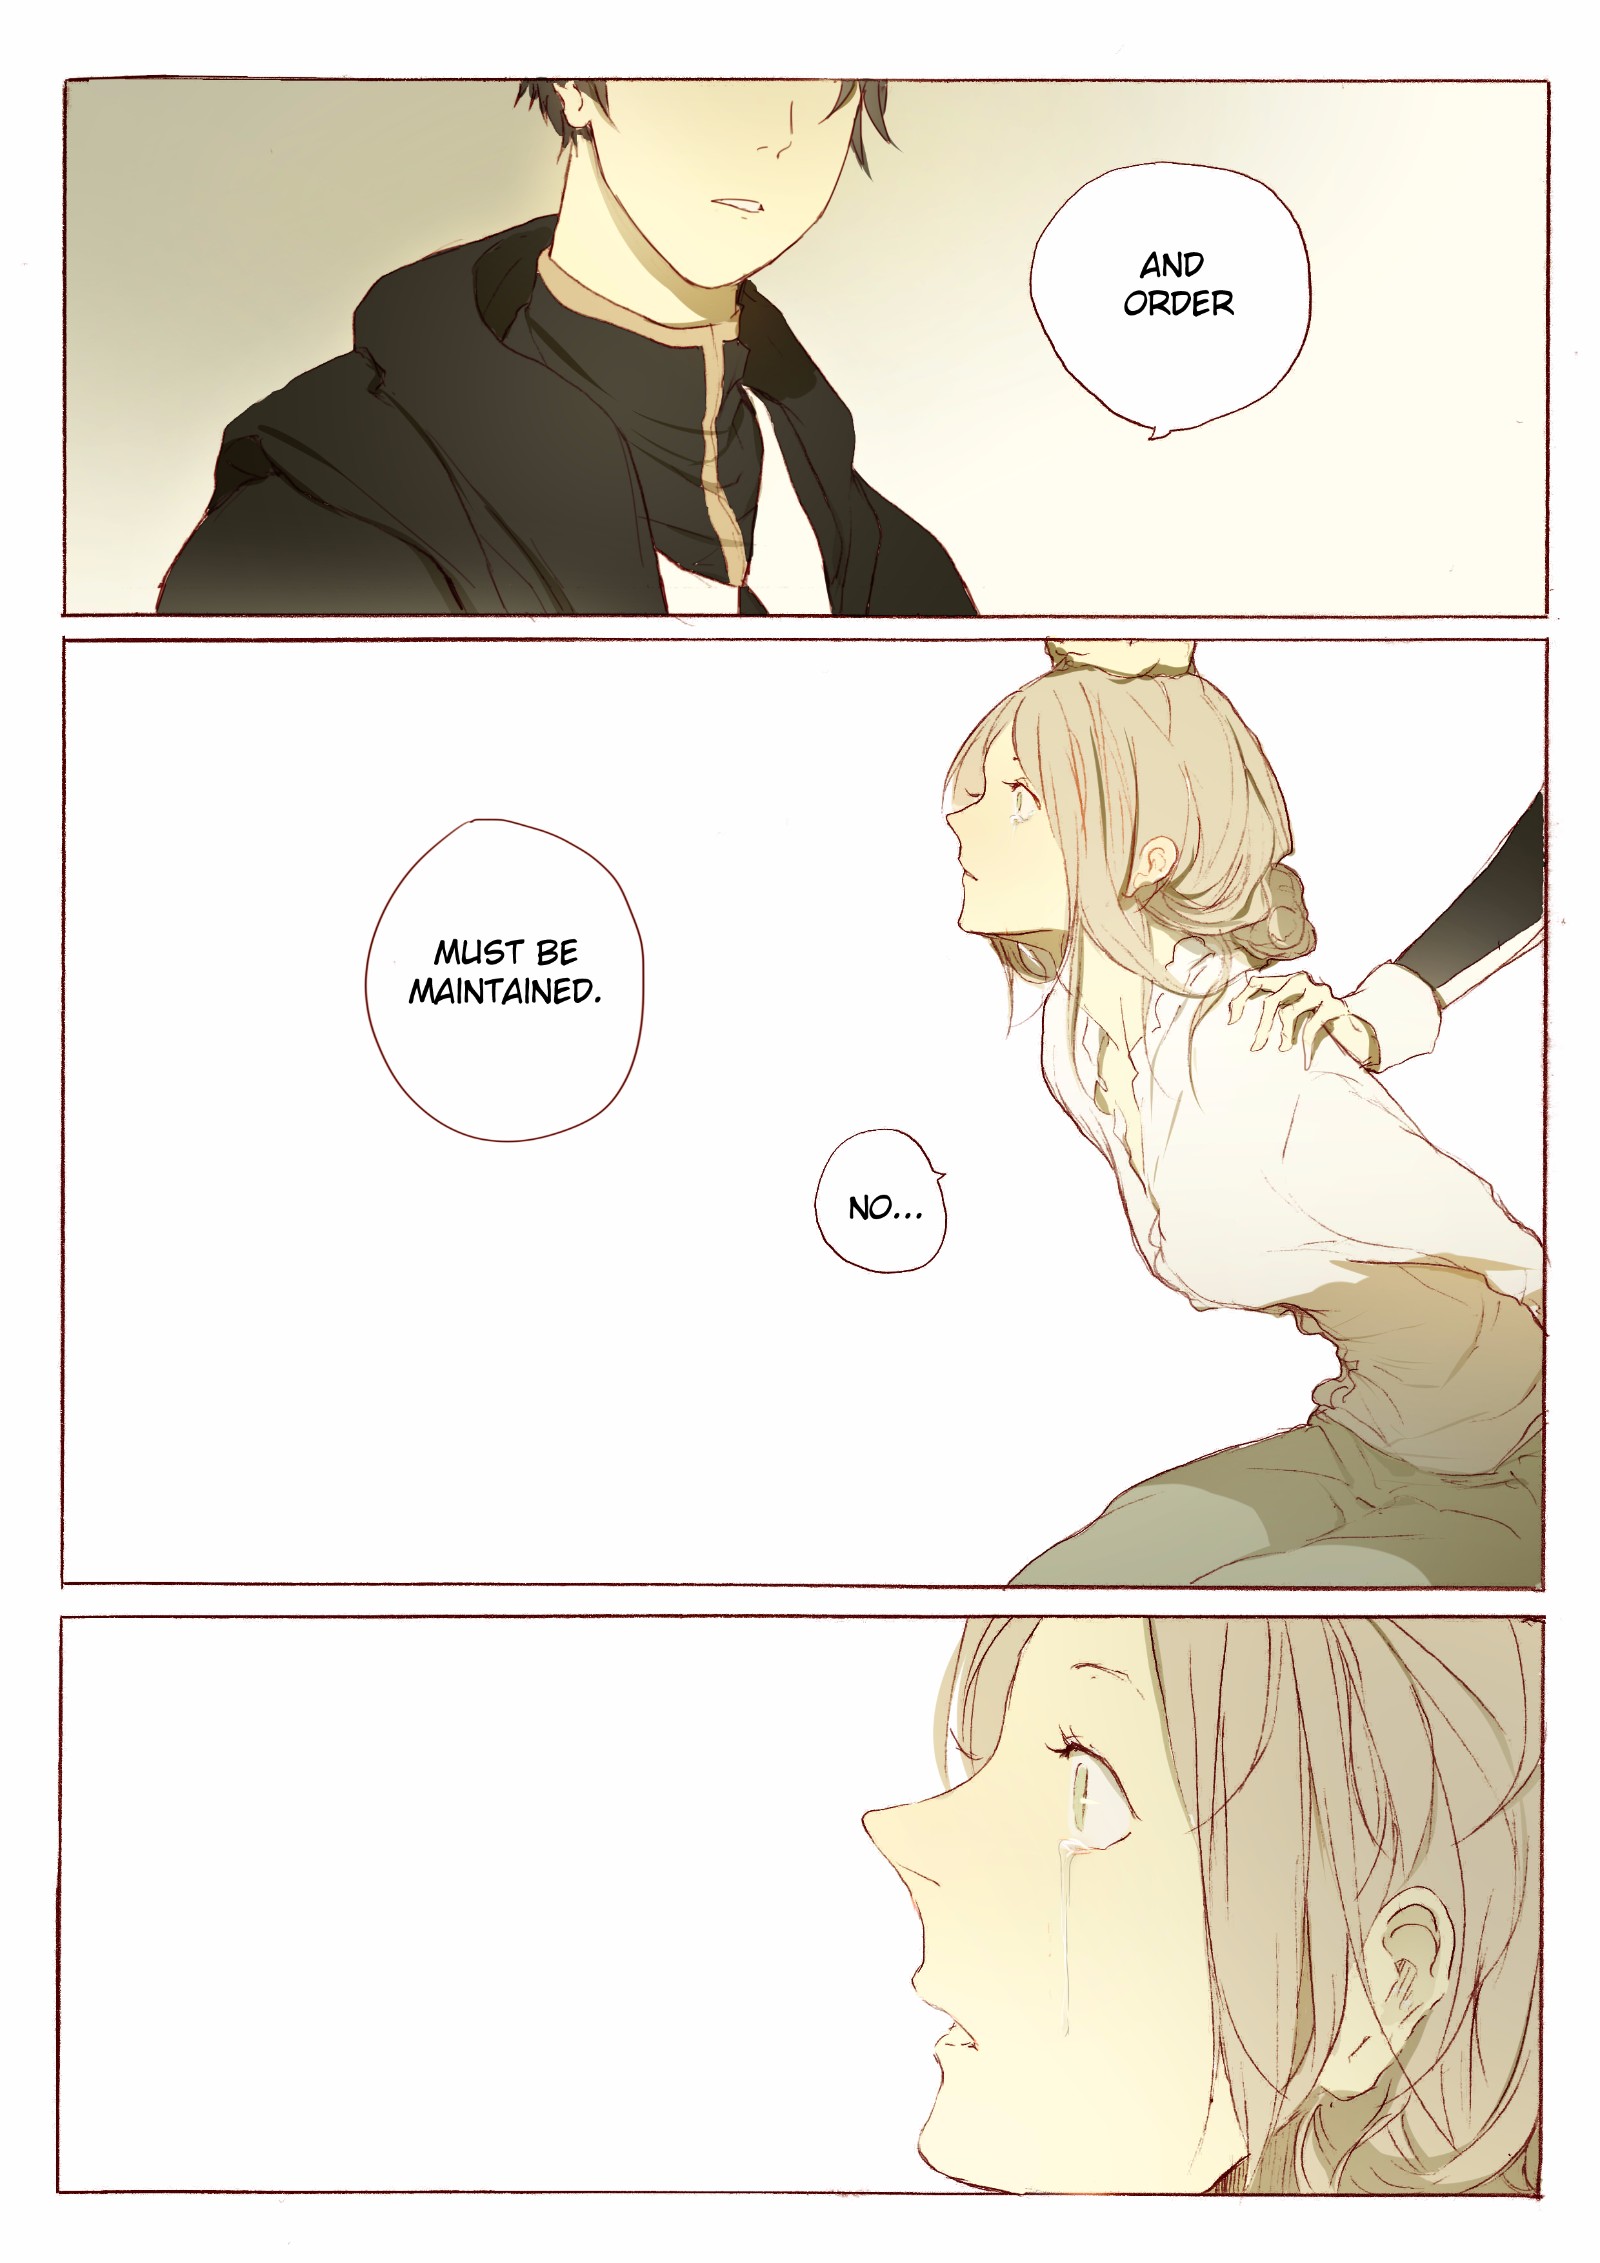 AND
ORDER
MUST BE
MAINTAINED.
NO...